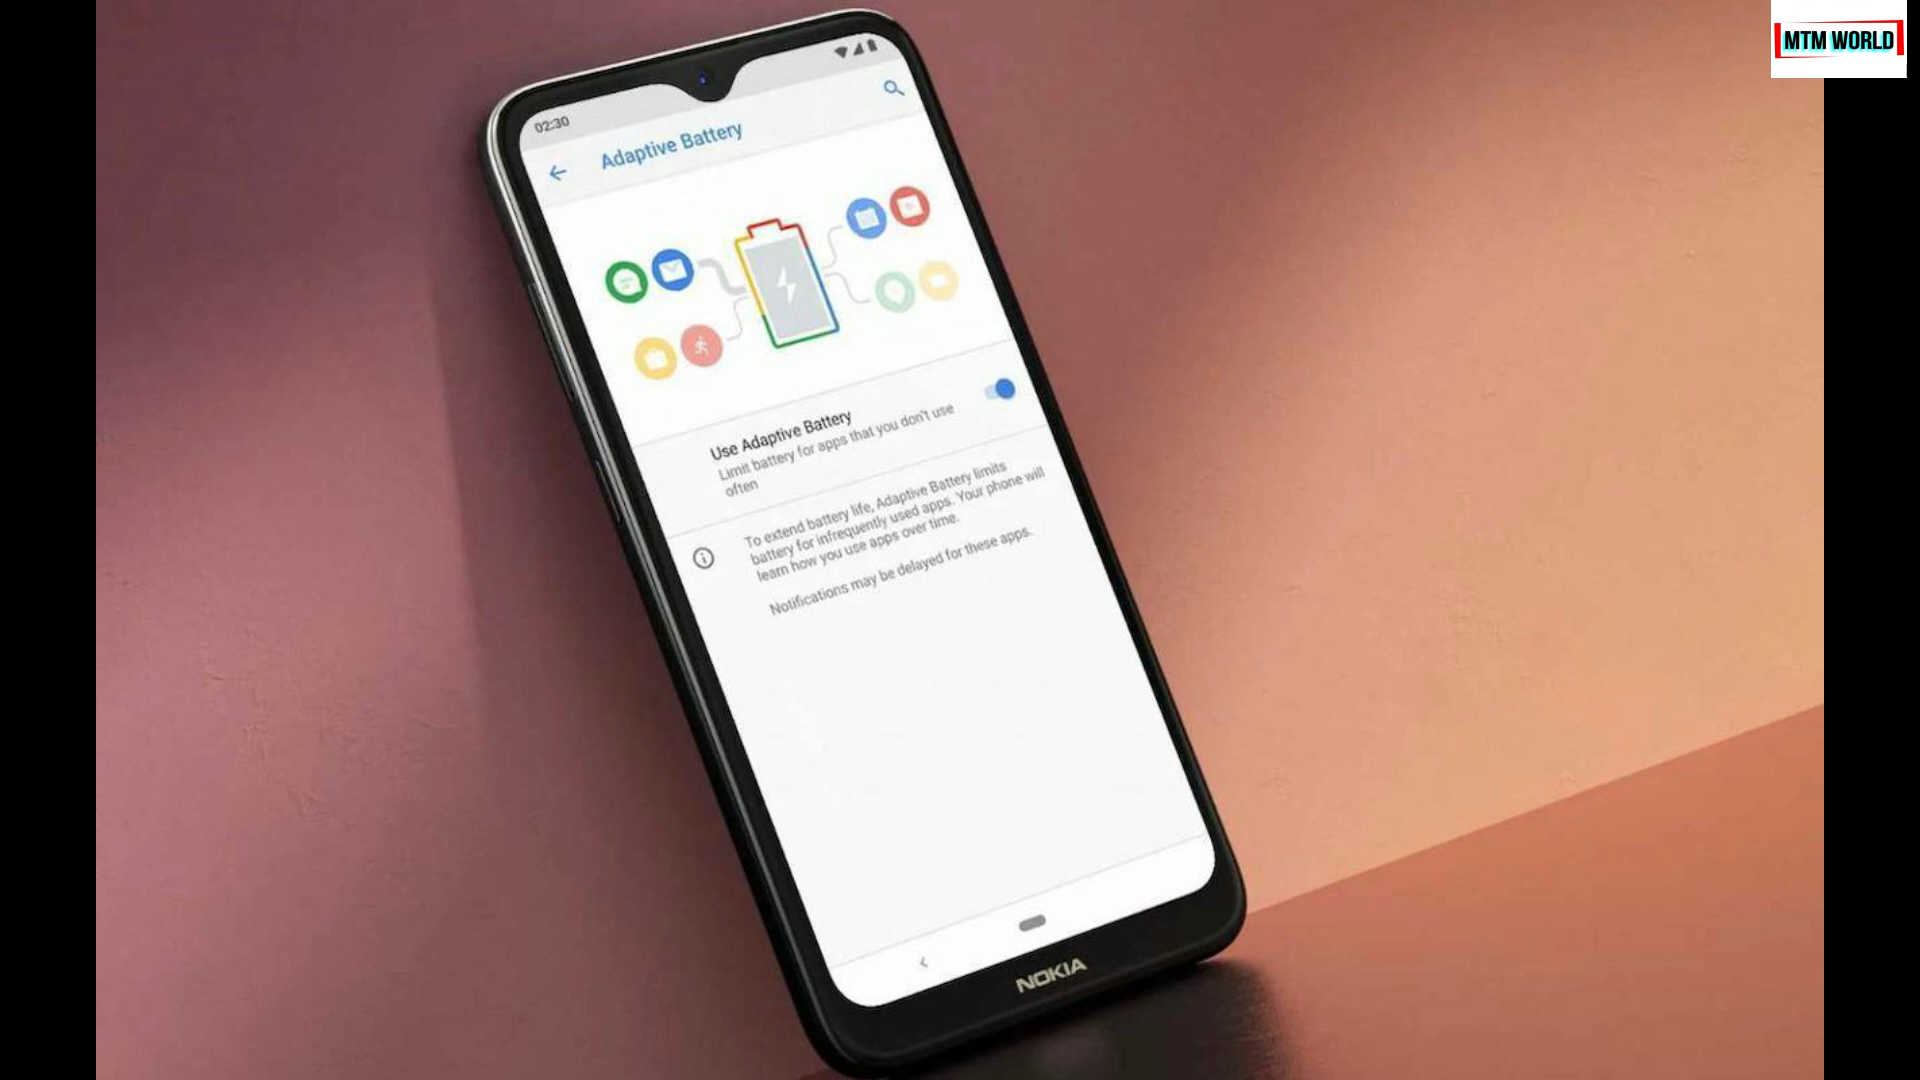 MTM WORLD
02:30
Adaptive Battery
Use Adaptive Battery
Limit battery for apps that you don't use
often
To extend battery life, Adaptive Battery limits
battery for infrequently used apps. Your phone will
learn how you use apps over time.
Notifications may be delayed for these apps.
NOKIA